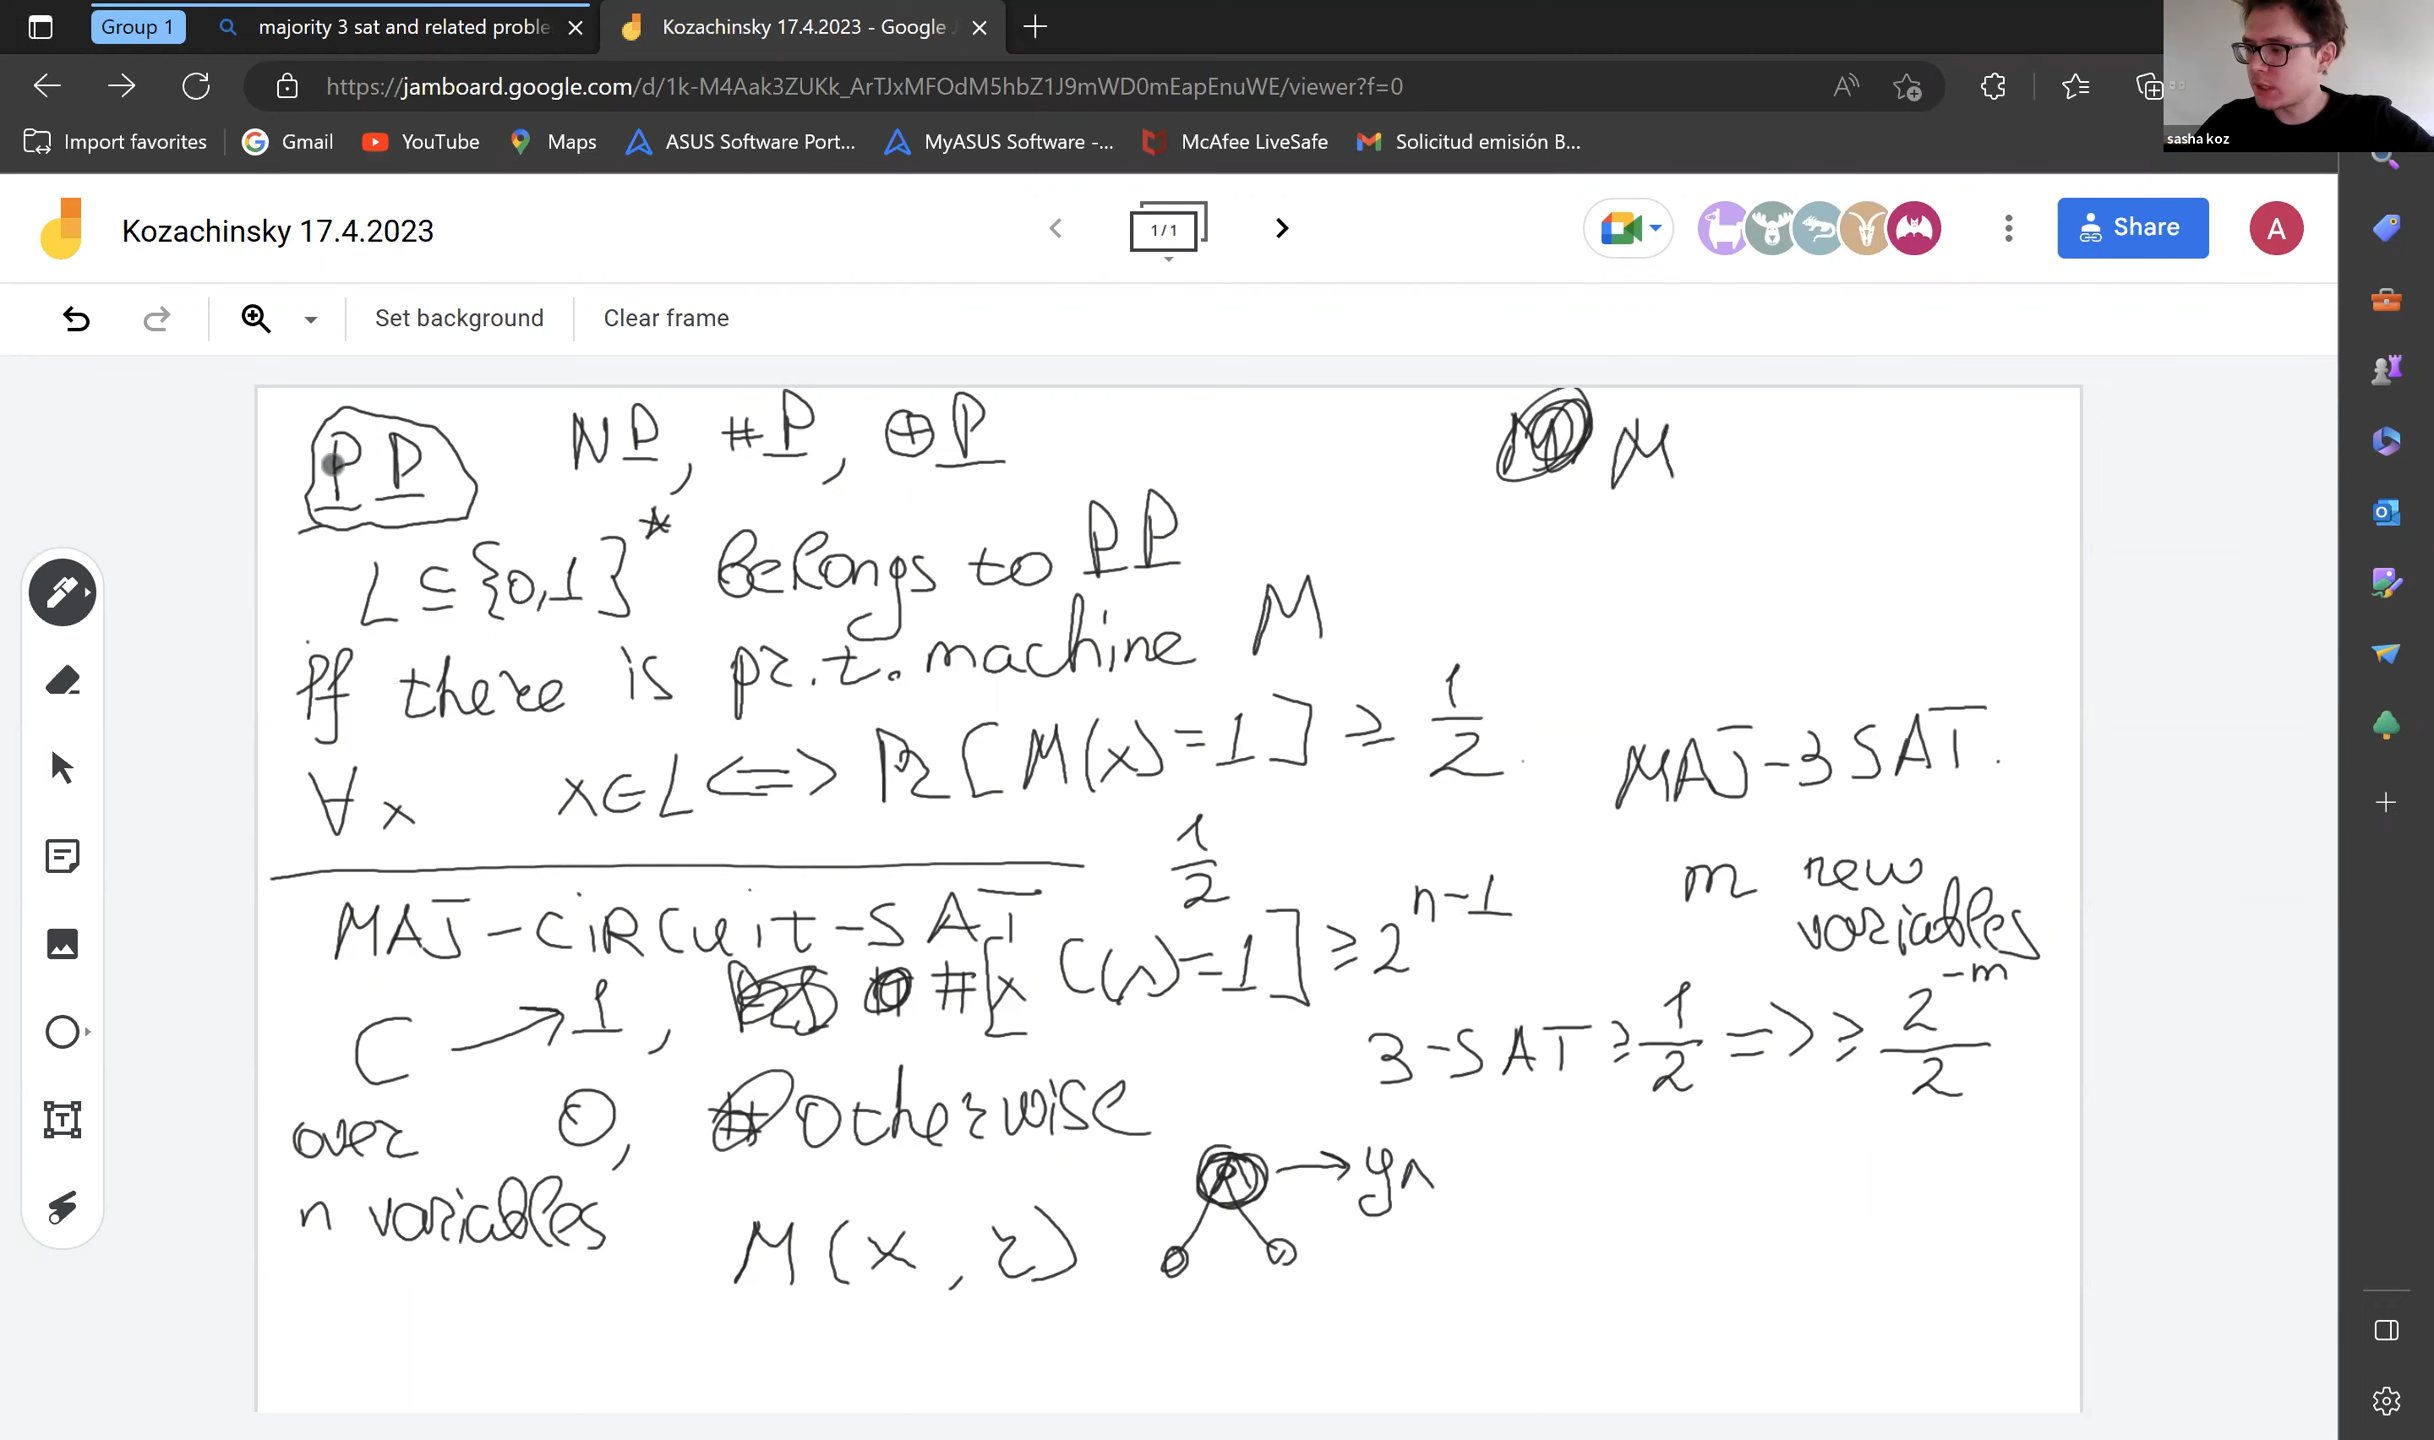 Group 1
majority 3 sat and related proble
Kozachinsky 17.4.2023 - Google J
https://jamboard.google.com/d/1k-M4Aak3ZUKk_ArTJxMFOdM5hbZ1J9mWD0mEapEnuWE/viewer?f=0
Import favorites
Gmail
YouTube
Maps
ASUS Software Port...
MyASUS Software -...
McAfee LiveSafe
Solicitud emisión B...
sasha koz
Kozachinsky 17.4.2023
1/1
Share
A
Set background
Clear frame
PP NP, #P, ⊕P M
L ⊆ {0,1}* belongs to PP
iff there is pr.t. machine M
∀x x∈L <=> Pr[M(x)=1] ≥ 1/2.
MAJ-3SAT.
1/2
m new variables
MAJ-CiRCuit-SAT
C → 1, #[x C(x)=1] ≥ 2^{n-1}
over 0, otherwise
n variables
3-SAT ≥ 1/2 => ≥ 2^{-m}/2
→ y∧
M(x, r)